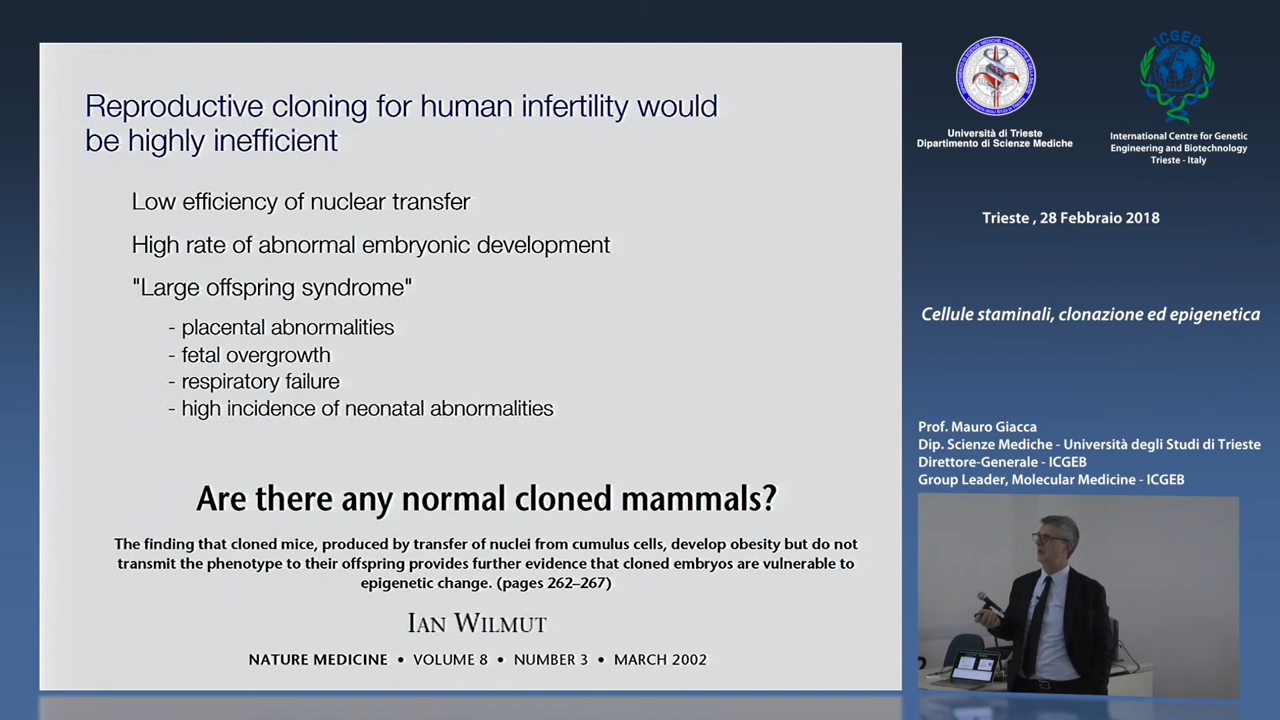 Reproductive cloning for human infertility would
be highly inefficient
Low efficiency of nuclear transfer
High rate of abnormal embryonic development
"Large offspring syndrome"
- placental abnormalities
- fetal overgrowth
- respiratory failure
- high incidence of neonatal abnormalities
Are there any normal cloned mammals?
The finding that cloned mice, produced by transfer of nuclei from cumulus cells, develop obesity but do not
transmit the phenotype to their offspring provides further evidence that cloned embryos are vulnerable to
epigenetic change. (pages 262–267)
IAN WILMUT
NATURE MEDICINE • VOLUME 8 • NUMBER 3 • MARCH 2002
Università di Trieste
Dipartimento di Scienze Mediche
ICGEB
International Centre for Genetic
Engineering and Biotechnology
Trieste - Italy
Trieste , 28 Febbraio 2018
Cellule staminali, clonazione ed epigenetica
Prof. Mauro Giacca
Dip. Scienze Mediche - Università degli Studi di Trieste
Direttore-Generale - ICGEB
Group Leader, Molecular Medicine - ICGEB